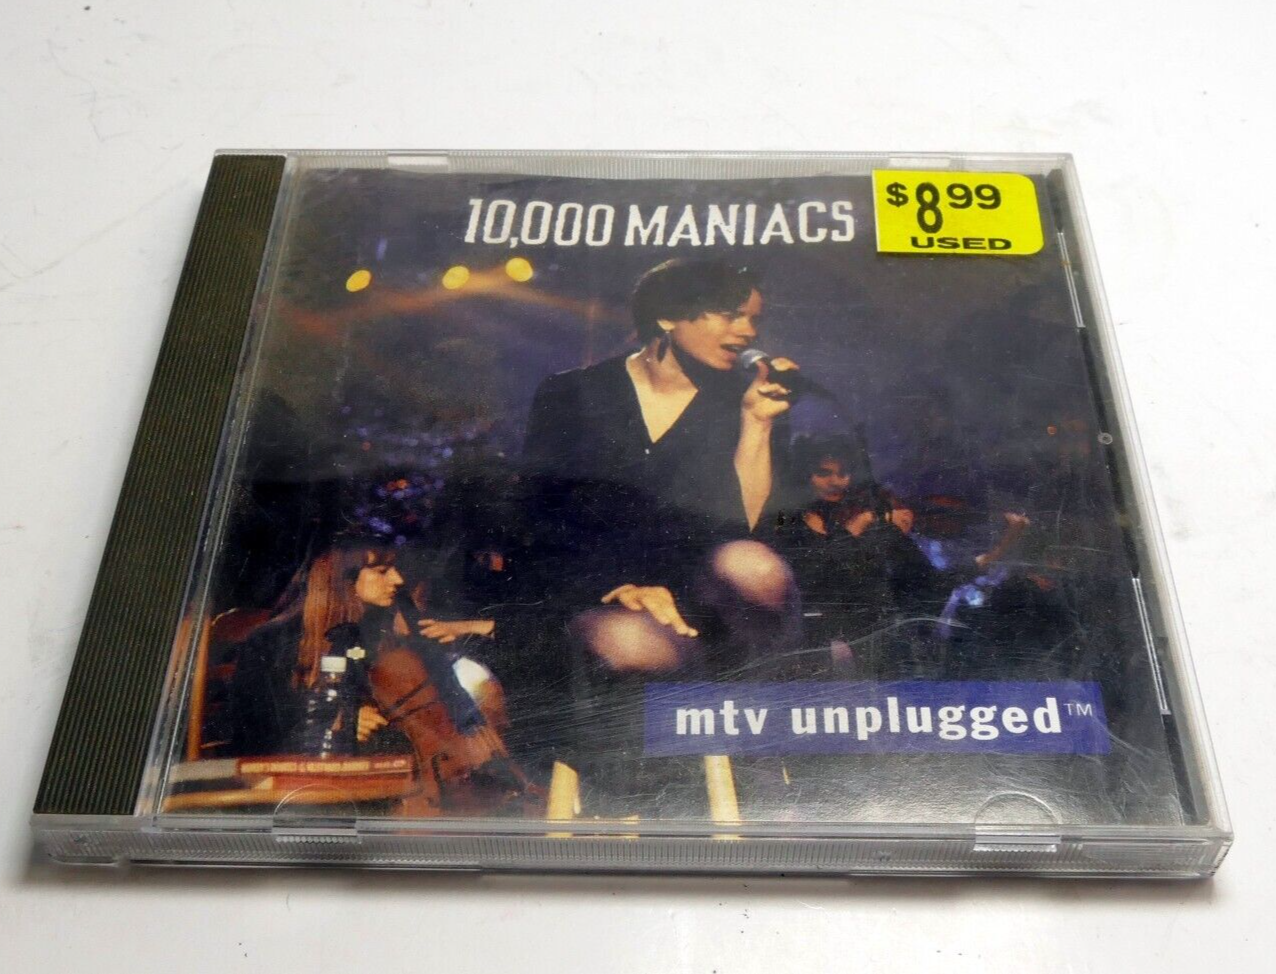 10,000 MANIACS
$8.99
USED
mtv unplugged™